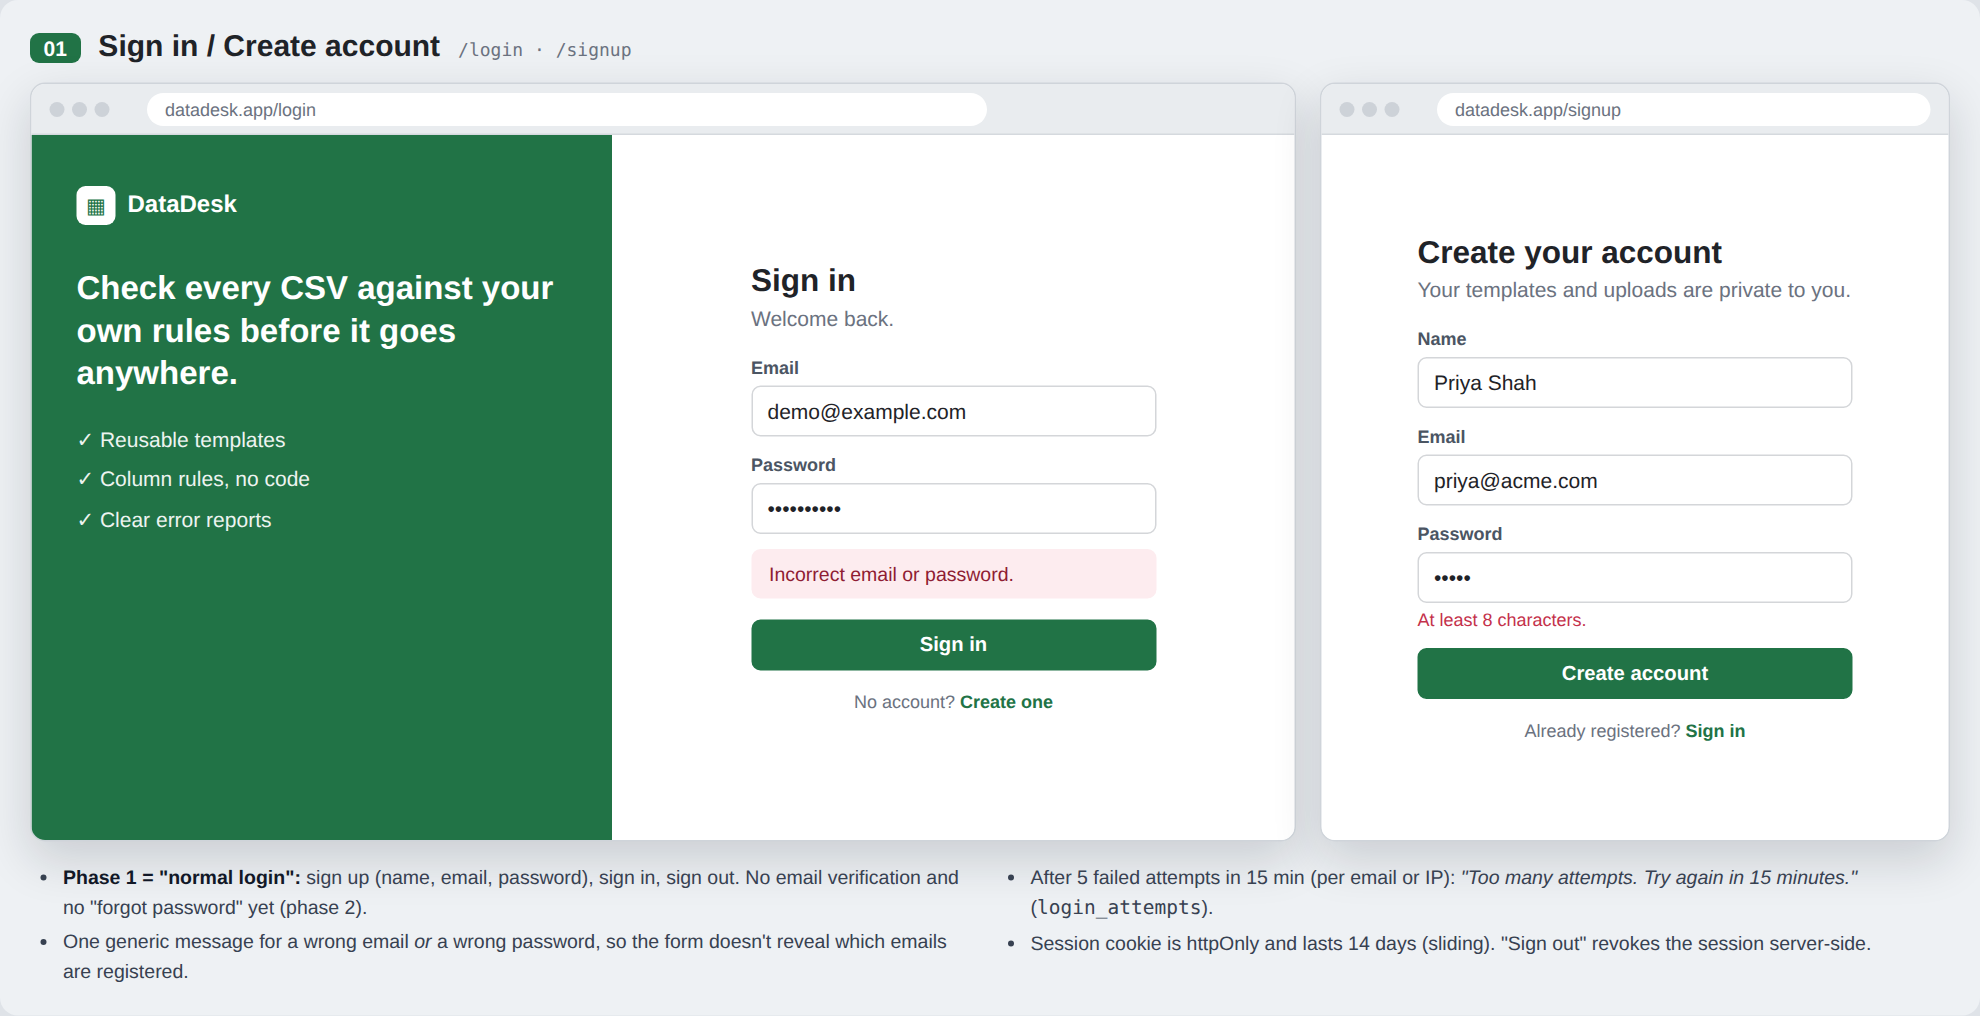 01 Sign in / Create account /login · /signup
datadesk.app/login
▦ DataDesk
Check every CSV against your
own rules before it goes
anywhere.
✓ Reusable templates
✓ Column rules, no code
✓ Clear error reports
Sign in
Welcome back.
Email
demo@example.com
Password
••••••••••
Incorrect email or password.
Sign in
No account? Create one
datadesk.app/signup
Create your account
Your templates and uploads are private to you.
Name
Priya Shah
Email
priya@acme.com
Password
•••••
At least 8 characters.
Create account
Already registered? Sign in
• Phase 1 = "normal login": sign up (name, email, password), sign in, sign out. No email verification and
no "forgot password" yet (phase 2).
• One generic message for a wrong email or a wrong password, so the form doesn't reveal which emails
are registered.
• After 5 failed attempts in 15 min (per email or IP): "Too many attempts. Try again in 15 minutes."
(login_attempts).
• Session cookie is httpOnly and lasts 14 days (sliding). "Sign out" revokes the session server-side.